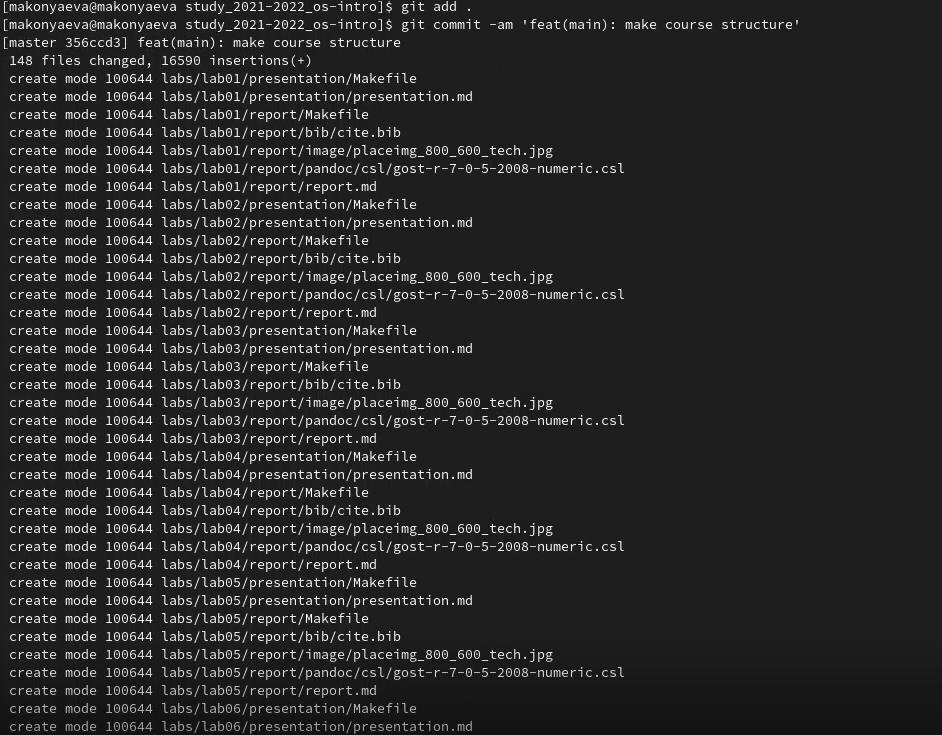 [makonyaeva@makonyaeva study_2021-2022_os-intro]$ git add .
[makonyaeva@makonyaeva study_2021-2022_os-intro]$ git commit -am 'feat(main): make course structure'
[master 356ccd3] feat(main): make course structure
 148 files changed, 16590 insertions(+)
 create mode 100644 labs/lab01/presentation/Makefile
 create mode 100644 labs/lab01/presentation/presentation.md
 create mode 100644 labs/lab01/report/Makefile
 create mode 100644 labs/lab01/report/bib/cite.bib
 create mode 100644 labs/lab01/report/image/placeimg_800_600_tech.jpg
 create mode 100644 labs/lab01/report/pandoc/csl/gost-r-7-0-5-2008-numeric.csl
 create mode 100644 labs/lab01/report/report.md
 create mode 100644 labs/lab02/presentation/Makefile
 create mode 100644 labs/lab02/presentation/presentation.md
 create mode 100644 labs/lab02/report/Makefile
 create mode 100644 labs/lab02/report/bib/cite.bib
 create mode 100644 labs/lab02/report/image/placeimg_800_600_tech.jpg
 create mode 100644 labs/lab02/report/pandoc/csl/gost-r-7-0-5-2008-numeric.csl
 create mode 100644 labs/lab02/report/report.md
 create mode 100644 labs/lab03/presentation/Makefile
 create mode 100644 labs/lab03/presentation/presentation.md
 create mode 100644 labs/lab03/report/Makefile
 create mode 100644 labs/lab03/report/bib/cite.bib
 create mode 100644 labs/lab03/report/image/placeimg_800_600_tech.jpg
 create mode 100644 labs/lab03/report/pandoc/csl/gost-r-7-0-5-2008-numeric.csl
 create mode 100644 labs/lab03/report/report.md
 create mode 100644 labs/lab04/presentation/Makefile
 create mode 100644 labs/lab04/presentation/presentation.md
 create mode 100644 labs/lab04/report/Makefile
 create mode 100644 labs/lab04/report/bib/cite.bib
 create mode 100644 labs/lab04/report/image/placeimg_800_600_tech.jpg
 create mode 100644 labs/lab04/report/pandoc/csl/gost-r-7-0-5-2008-numeric.csl
 create mode 100644 labs/lab04/report/report.md
 create mode 100644 labs/lab05/presentation/Makefile
 create mode 100644 labs/lab05/presentation/presentation.md
 create mode 100644 labs/lab05/report/Makefile
 create mode 100644 labs/lab05/report/bib/cite.bib
 create mode 100644 labs/lab05/report/image/placeimg_800_600_tech.jpg
 create mode 100644 labs/lab05/report/pandoc/csl/gost-r-7-0-5-2008-numeric.csl
 create mode 100644 labs/lab05/report/report.md
 create mode 100644 labs/lab06/presentation/Makefile
 create mode 100644 labs/lab06/presentation/presentation.md